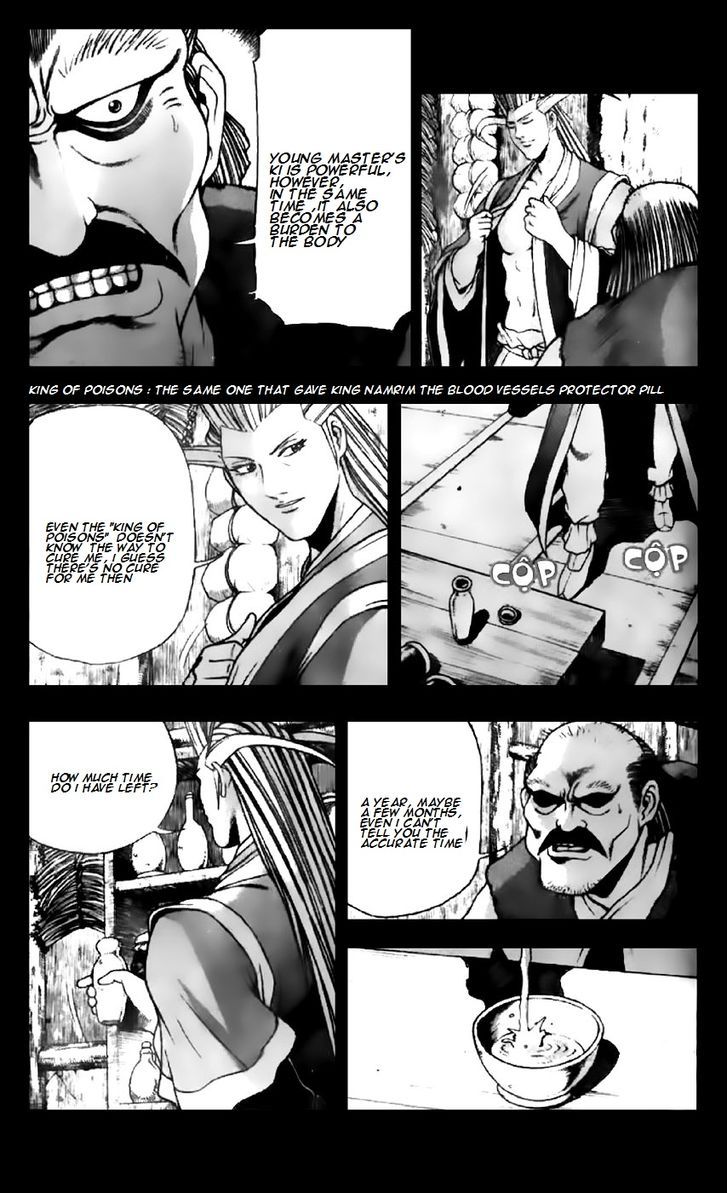 YOUNG MASTER'S
KI IS POWERFUL,
HOWEVER,
IN THE SAME
TIME ,IT ALSO
BECOMES A
BURDEN TO
THE BODY
KING OF POISONS : THE SAME ONE THAT GAVE KING NAMRIM THE BLOOD VESSELS PROTECTOR PILL
EVEN THE "KING OF
POISONS" DOESN'T
KNOW THE WAY TO
CURE ME, I GUESS
THERE'S NO CURE
FOR ME THEN
CỘP
CỘP
HOW MUCH TIME
DO I HAVE LEFT?
A YEAR, MAYBE
A FEW MONTHS,
EVEN I CAN'T
TELL YOU THE
ACCURATE TIME